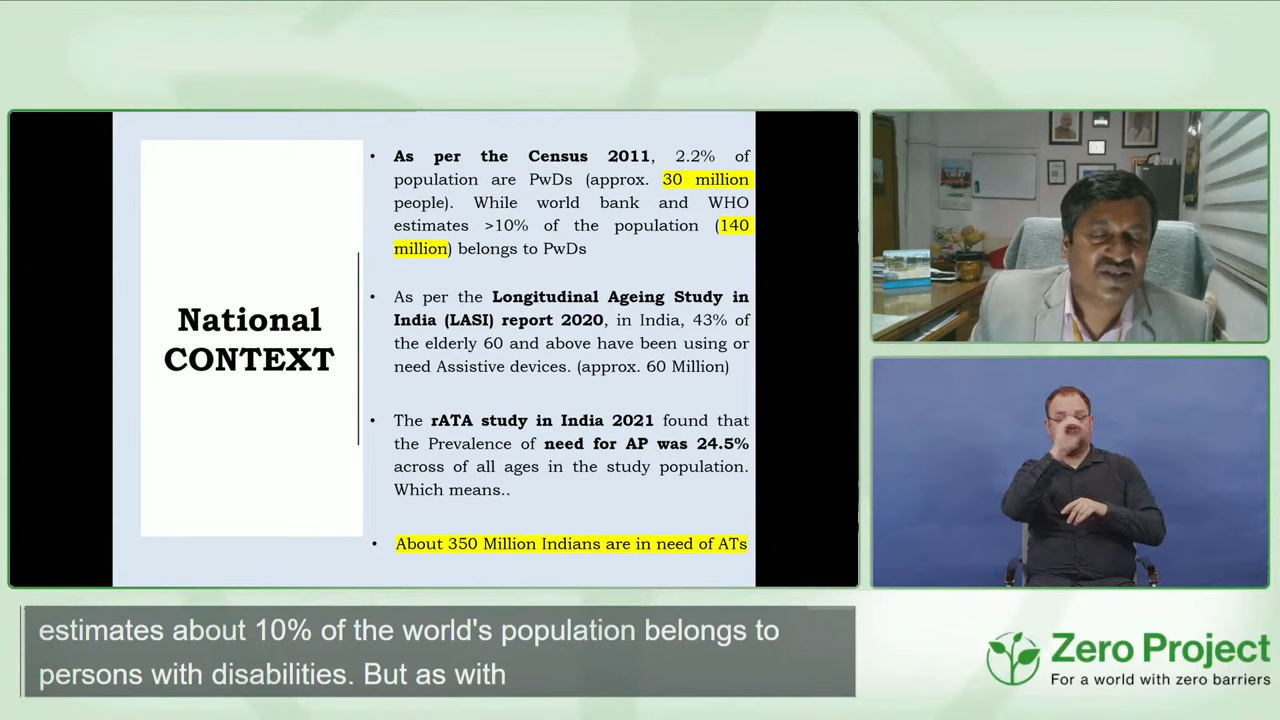 National
CONTEXT
• As per the Census 2011, 2.2% of
population are PwDs (approx. 30 million
people). While world bank and WHO
estimates >10% of the population (140
million) belongs to PwDs
• As per the Longitudinal Ageing Study in
India (LASI) report 2020, in India, 43% of
the elderly 60 and above have been using or
need Assistive devices. (approx. 60 Million)
• The rATA study in India 2021 found that
the Prevalence of need for AP was 24.5%
across of all ages in the study population.
Which means..
• About 350 Million Indians are in need of ATs
estimates about 10% of the world's population belongs to
persons with disabilities. But as with
Zero Project
For a world with zero barriers